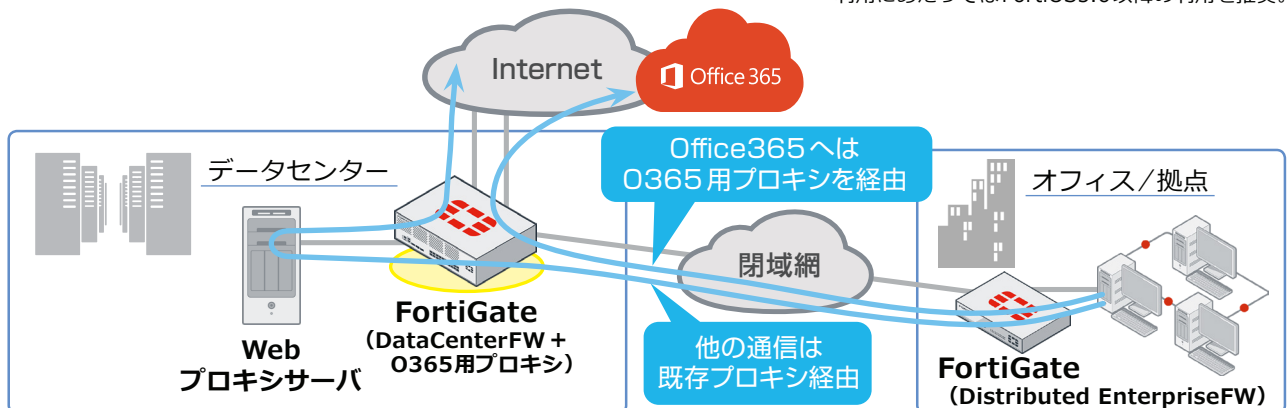 Internet
Office 365
データセンター
Office365へは
O365用プロキシを経由
オフィス/拠点
閉域網
FortiGate
(DataCenterFW+
O365用プロキシ)
Web
プロキシサーバ
他の通信は
既存プロキシ経由
FortiGate
(Distributed EnterpriseFW)